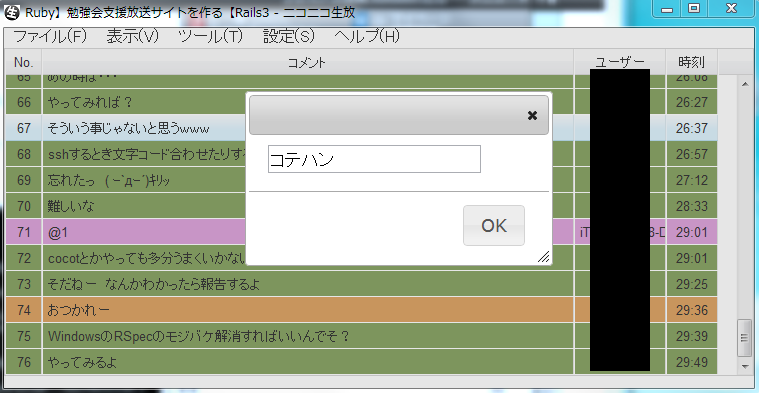 Ruby】勉強会支援放送サイトを作る【Rails3 - ニコニコ生放
ファイル(F) 表示(V) ツール(T) 設定(S) ヘルプ(H)
No. コメント ユーザー 時刻
65 あの時は・・・ 26:08
66 やってみれば？ 26:27
67 そういう事じゃないと思うwww 26:37
68 sshするとき文字コード合わせたりする 26:57
69 忘れたっ （ｰ`дｰ´)ｷﾘｯ 27:12
70 難しいな 28:33
71 @1 29:01
72 cocotとかやっても多分うまくいかない 29:01
73 そだねー なんかわかったら報告するよ 29:25
74 おつかれー 29:36
75 WindowsのRSpecのモジバケ解消すればいいんでそ？ 29:39
76 やってみるよ 29:49
コテハン
OK